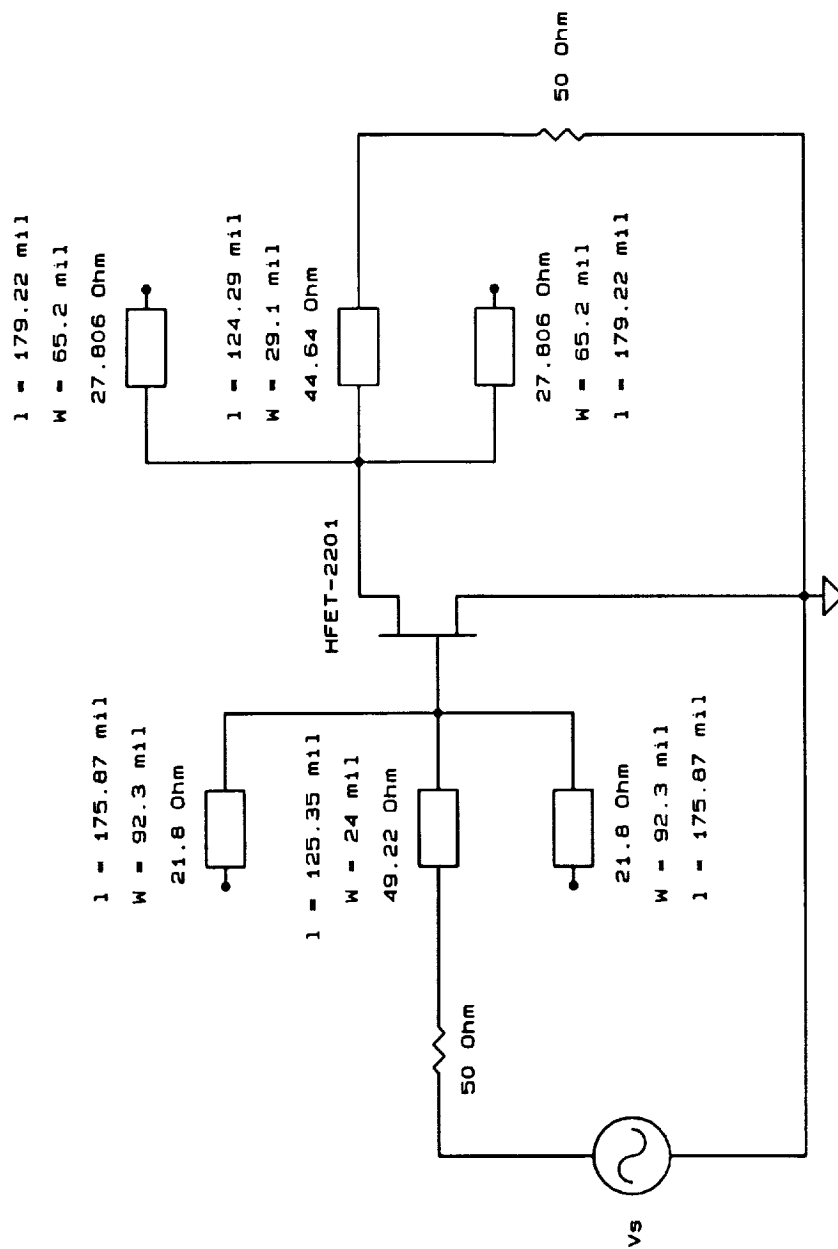 l = 175.87 mil
W = 92.3 mil
21.8 Ohm
l = 125.35 mil
W = 24 mil
49.22 Ohm
21.8 Ohm
W = 92.3 mil
l = 175.87 mil
50 Ohm
Vs
HFET-2201
l = 179.22 mil
W = 65.2 mil
27.806 Ohm
l = 124.29 mil
W = 29.1 mil
44.64 Ohm
27.806 Ohm
W = 65.2 mil
l = 179.22 mil
50 Ohm